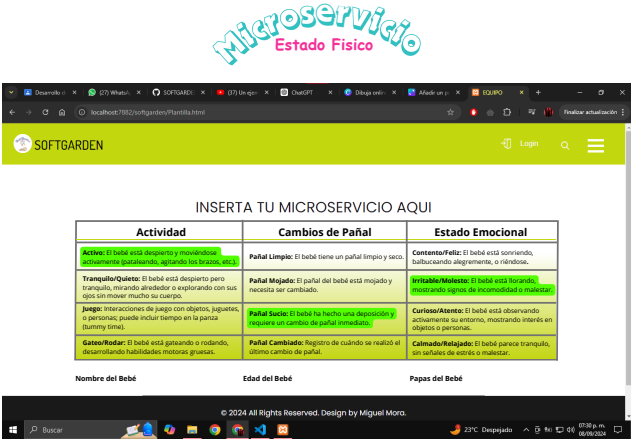 Microservicio
Estado Fisico
Desarrollo d
(27) WhatsA
SOFTGARDE
(37) Un ejer
ChatGPT
Dibuja onlin
Añadir un p
EQUIPO
localhost:7882/softgarden/Plantilla.html
Finalizar actualización
SOFTGARDEN
Login
INSERTA TU MICROSERVICIO AQUI
Actividad
Cambios de Pañal
Estado Emocional
Activo: El bebé está despierto y moviéndose
activamente (pataleando, agitando los brazos, etc.).
Pañal Limpio: El bebé tiene un pañal limpio y seco.
Contento/Feliz: El bebé está sonriendo,
balbuceando alegremente, o riéndose.
Tranquilo/Quieto: El bebé está despierto pero
tranquilo, mirando alrededor o explorando con sus
ojos sin mover mucho su cuerpo.
Pañal Mojado: El pañal del bebé está mojado y
necesita ser cambiado.
Irritable/Molesto: El bebé está llorando,
mostrando signos de incomodidad o malestar.
Juego: Interacciones de juego con objetos, juguetes,
o personas; puede incluir tiempo en la panza
(tummy time).
Pañal Sucio: El bebé ha hecho una deposición y
requiere un cambio de pañal inmediato.
Curioso/Atento: El bebé está observando
activamente su entorno, mostrando interés en
objetos o personas.
Gateo/Rodar: El bebé está gateando o rodando,
desarrollando habilidades motoras gruesas.
Pañal Cambiado: Registro de cuándo se realizó el
último cambio de pañal.
Calmado/Relajado: El bebé parece tranquilo,
sin señales de estrés o malestar.
Nombre del Bebé
Edad del Bebé
Papas del Bebé
© 2024 All Rights Reserved. Design by Miguel Mora.
Buscar
23°C Despejado
07:30 p. m.
08/09/2024